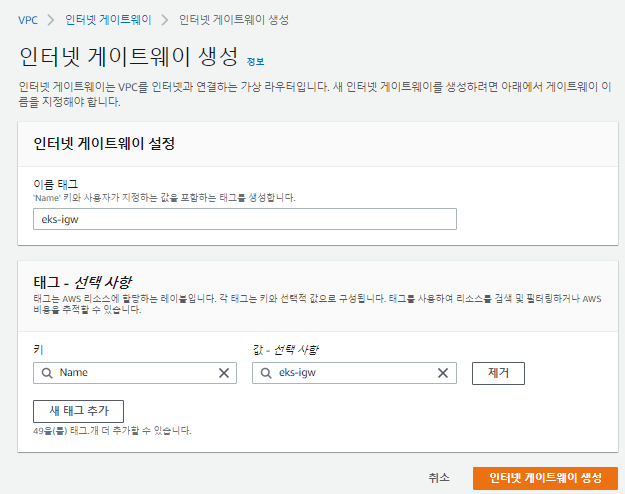 VPC > 인터넷 게이트웨이 > 인터넷 게이트웨이 생성
인터넷 게이트웨이 생성 정보
인터넷 게이트웨이는 VPC를 인터넷과 연결하는 가상 라우터입니다. 새 인터넷 게이트웨이를 생성하려면 아래에서 게이트웨이 이
름을 지정해야 합니다.
인터넷 게이트웨이 설정
이름 태그
'Name' 키와 사용자가 지정하는 값을 포함하는 태그를 생성합니다.
eks-igw
태그 - 선택 사항
태그는 AWS 리소스에 할당하는 레이블입니다. 각 태그는 키와 선택적 값으로 구성됩니다. 태그를 사용하여 리소스를 검색 및 필터링하거나 AWS
비용을 추적할 수 있습니다.
키 값 - 선택 사항
Name eks-igw 제거
새 태그 추가
49을(를) 태그.개 더 추가할 수 있습니다.
취소 인터넷 게이트웨이 생성